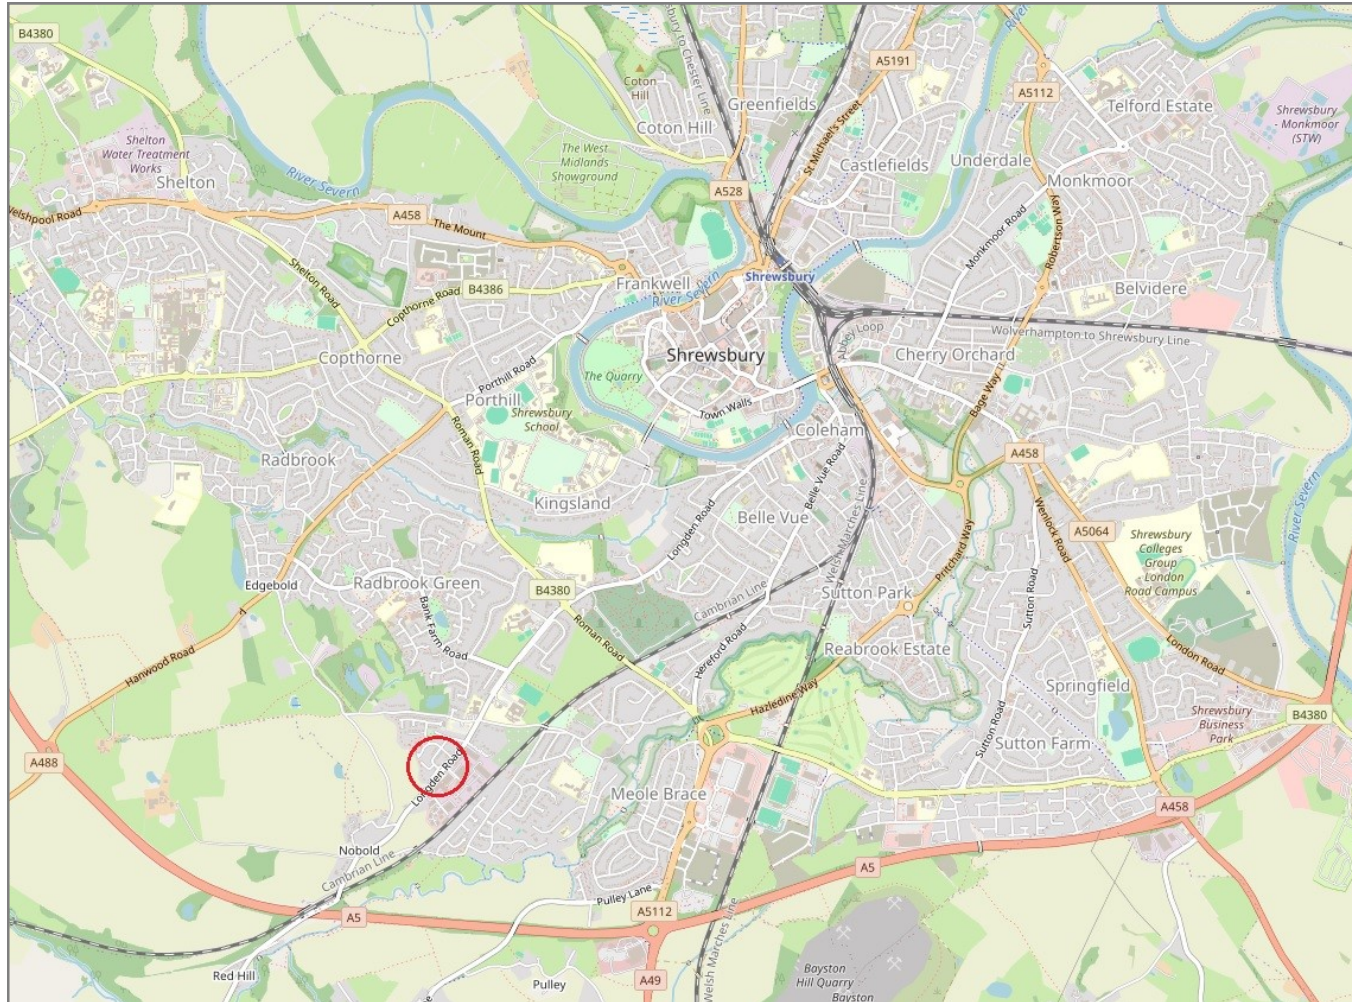 B4380
Shrewsbury to Chester Line
River
A5191
Coton
Hill
Greenfields
A5112
Telford Estate
Shrewsbury
- Monkmoor
(STW)
Coton Hill
St Michael's Street
Shelton
Water Treatment
Works
The West
Midlands
Showground
Castlefields
Underdale
Shelton
River Severn
A528
Monkmoor
Welshpool Road
A458
The Mount
Monkmoor Road
Robertson Way
Shelton Road
Frankwell
River Severn
Shrewsbury
Copthorne Road
B4386
Belvidere
Abbey Loop
Wolverhampton to Shrewsbury Line
Copthorne
Shrewsbury
Cherry Orchard
Porthill Road
The Quarry
Porthill
Shrewsbury
School
Town Walls
Bage Way
Roman Road
Coleham
Radbrook
Belle Vue Road
A458
Kingsland
Longden Road
Belle Vue
Welsh Marches Line
Pritchard Way
Wenlock Road
A5064
Shrewsbury
Colleges
Group
London
Road Campus
River Severn
Edgebold
Radbrook Green
B4380
Cambrian Line
Sutton Park
Sutton Road
Bank Farm Road
Roman Road
Hereford Road
Reabrook Estate
London Road
Hanwood Road
Hazledine Way
Springfield
Shrewsbury
Business
Park
B4380
Sutton Road
Sutton Farm
A488
Longden Road
Meole Brace
A458
Nobold
Cambrian Line
A5
Pulley Lane
A5112
A5
Welsh Marches Line
Red Hill
Pulley
A49
Bayston
Hill Quarry
Bayston